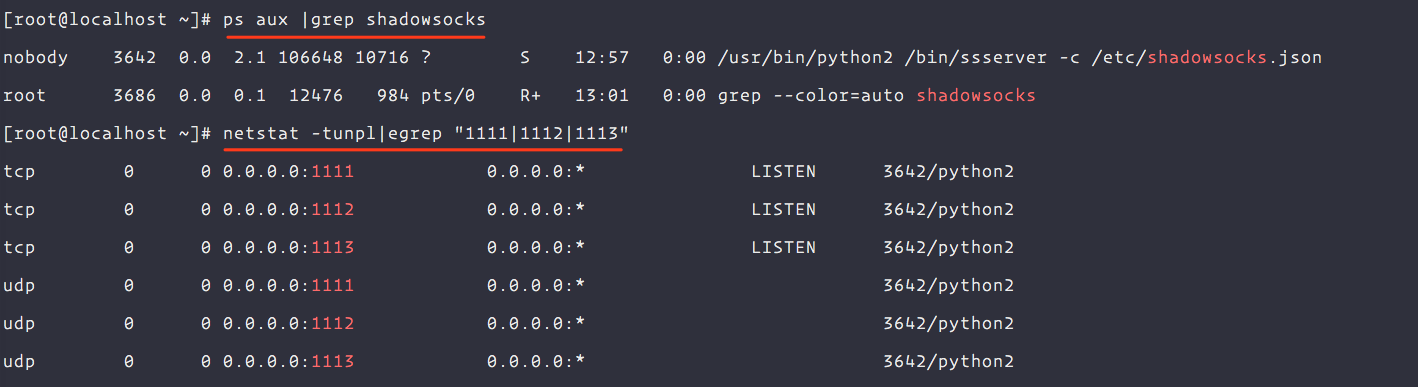 [root@localhost ~]# ps aux |grep shadowsocks
nobody 3642 0.0 2.1 106648 10716 ? S 12:57 0:00 /usr/bin/python2 /bin/ssserver -c /etc/shadowsocks.json
root 3686 0.0 0.1 12476 984 pts/0 R+ 13:01 0:00 grep --color=auto shadowsocks
[root@localhost ~]# netstat -tunpl|egrep "1111|1112|1113"
tcp 0 0 0.0.0.0:1111 0.0.0.0:* LISTEN 3642/python2
tcp 0 0 0.0.0.0:1112 0.0.0.0:* LISTEN 3642/python2
tcp 0 0 0.0.0.0:1113 0.0.0.0:* LISTEN 3642/python2
udp 0 0 0.0.0.0:1111 0.0.0.0:* 3642/python2
udp 0 0 0.0.0.0:1112 0.0.0.0:* 3642/python2
udp 0 0 0.0.0.0:1113 0.0.0.0:* 3642/python2